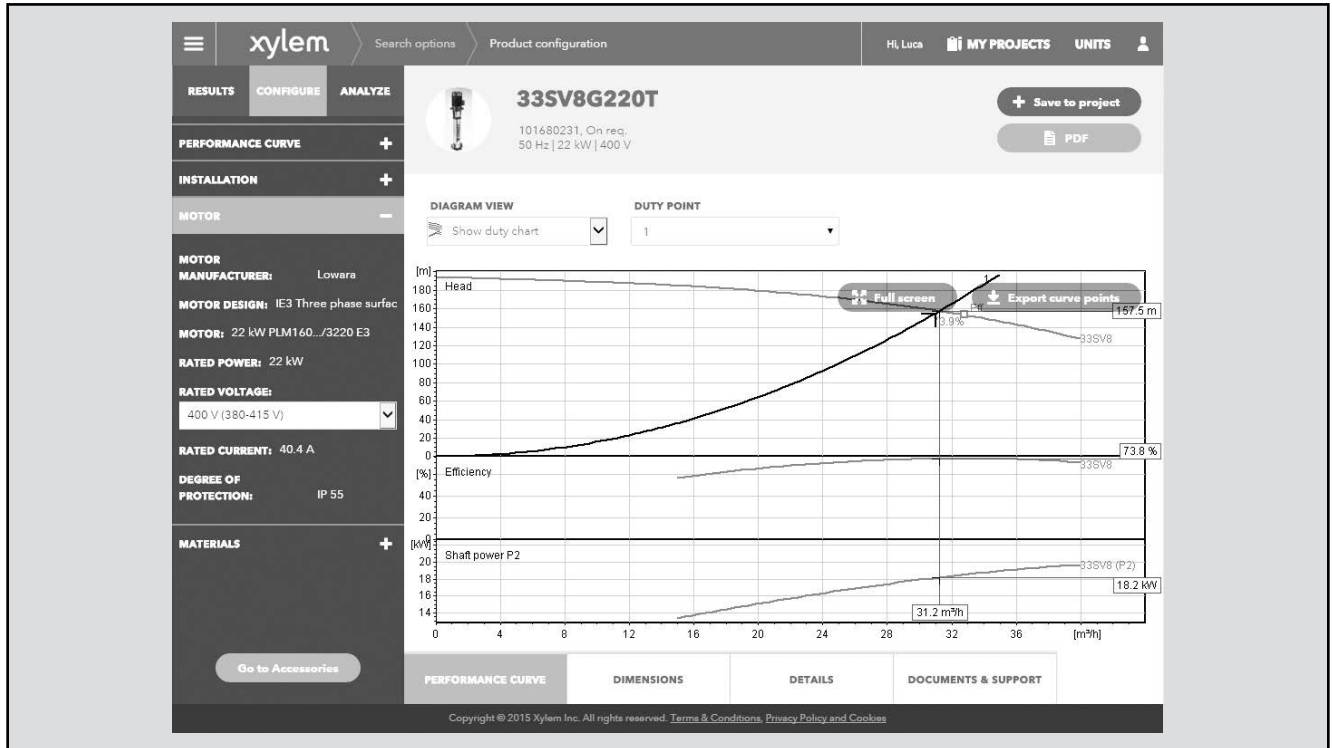 xylem
Search options
Product configuration
Hi, Luca
MY PROJECTS
UNITS
RESULTS CONFIGURE ANALYZE
PERFORMANCE CURVE +
INSTALLATION +
MOTOR –
MOTOR
MANUFACTURER: Lowara
MOTOR DESIGN: IE3 Three phase surfac
MOTOR: 22 kW PLM160.../3220 E3
RATED POWER: 22 kW
RATED VOLTAGE:
400 V (380-415 V)
RATED CURRENT: 40.4 A
DEGREE OF
PROTECTION: IP 55
MATERIALS +
Go to Accessories
33SV8G220T
101680231, On req.
50 Hz | 22 kW | 400 V
+ Save to project
PDF
DIAGRAM VIEW
Show duty chart
DUTY POINT
1
[m]
Head
180
160
140
120
100
80
60
40
20
0
1
Full screen
Export curve points
Eff
157.5 m
3.9%
33SV8
73.8 %
[%]
Efficiency
33SV8
40
20
0
[kW]
Shaft power P2
20
18
16
14
33SV8 (P2)
18.2 kW
31.2 m³/h
0 4 8 12 16 20 24 28 32 36 [m³/h]
PERFORMANCE CURVE
DIMENSIONS
DETAILS
DOCUMENTS & SUPPORT
Copyright © 2015 Xylem Inc. All rights reserved. Terms & Conditions, Privacy Policy and Cookies